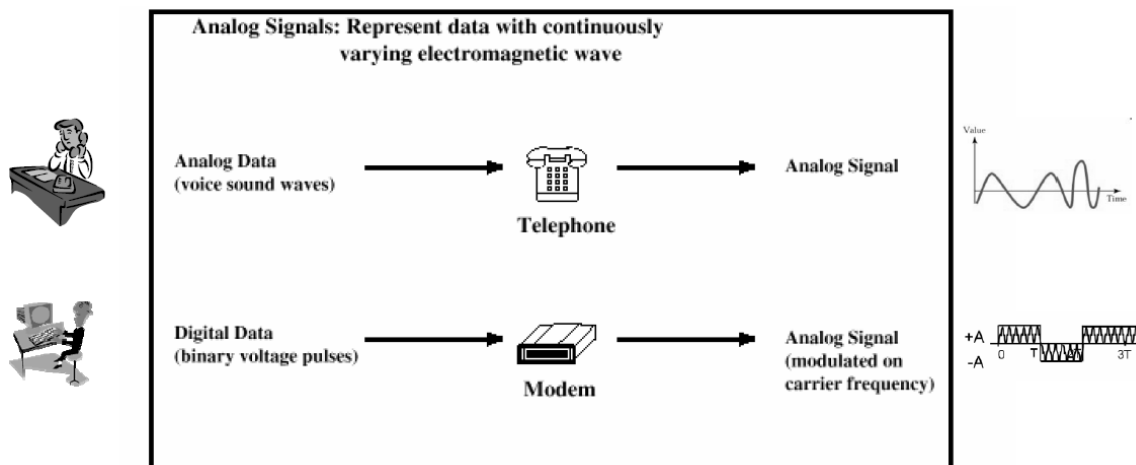 Analog Signals: Represent data with continuously
varying electromagnetic wave
Analog Data
(voice sound waves)
Telephone
Analog Signal
Value
Time
Digital Data
(binary voltage pulses)
Modem
Analog Signal
(modulated on
carrier frequency)
+A
-A
0
T
3T